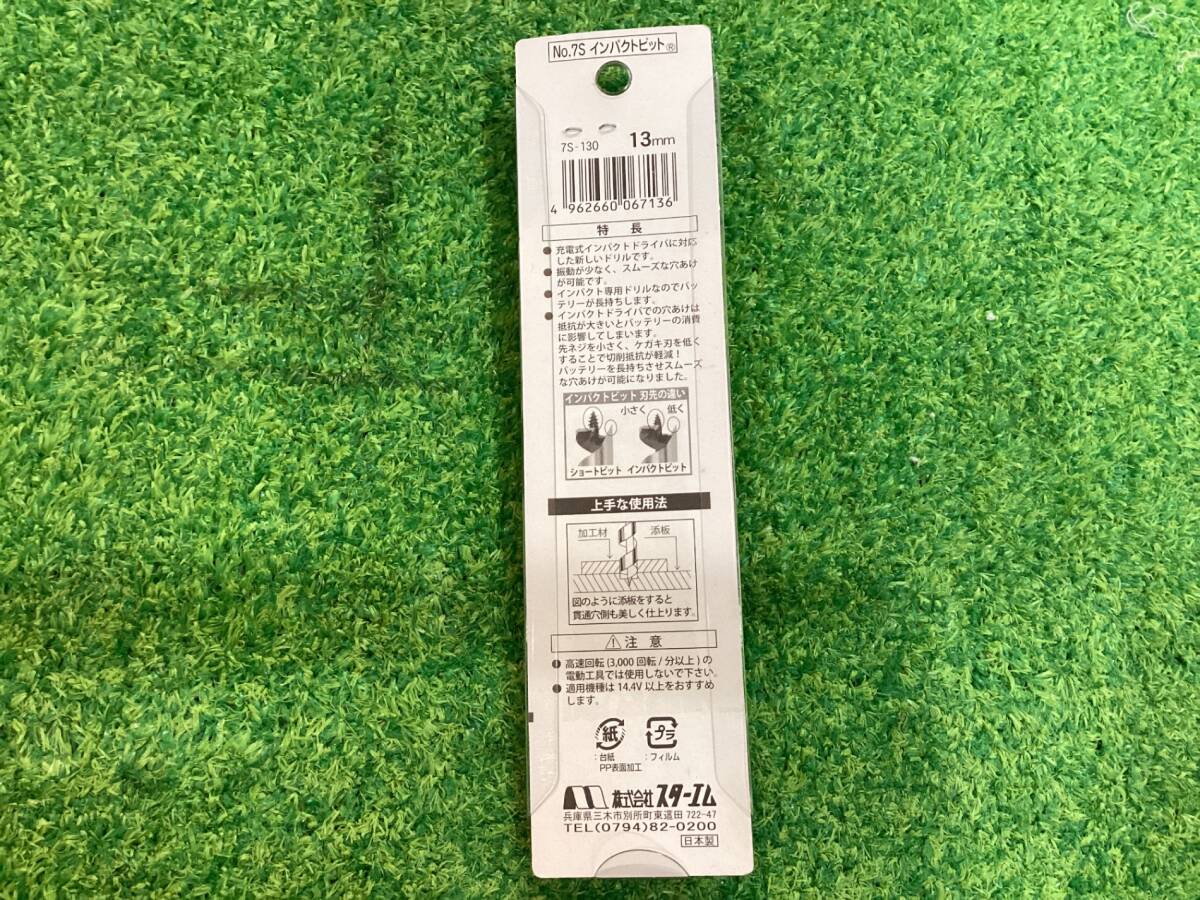 No.7S インパクトビット®
7S-130 13mm
4 962660 067136
特 長
● 充電式インパクトドライバに対応
した新しいドリルです。
● 振動が少なく、スムーズな穴あけ
が可能です。
● インパクト専用ドリルなのでバッ
テリーが長持ちします。
● インパクトドライバでの穴あけは
抵抗が大きいとバッテリーの消費
に影響してしまいます。
先ネジを小さく、ケガキ刃を低く
することで切削抵抗が軽減！
バッテリーを長持ちさせスムーズ
な穴あけが可能になりました。
インパクトビット 刃先の違い
小さく 低く
ショートビット インパクトビット
上手な使用法
加工材 添板
図のように添板をすると
貫通穴側も美しく仕上ります。
⚠ 注 意
❶ 高速回転(3,000回転/分以上)の
電動工具では使用しないで下さい。
❶ 適用機種は14.4V以上をおすすめ
します。
紙 プラ
:台紙 :フィルム
PP表面加工
株式会社 スターエム
兵庫県三木市別所町東這田 722-47
TEL(0794)82-0200
日本製